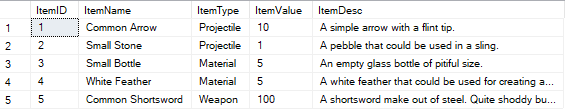 ItemID ItemName ItemType ItemValue ItemDesc
1 1 Common Arrow Projectile 10 A simple arrow with a flint tip.
2 2 Small Stone Projectile 1 A pebble that could be used in a sling.
3 3 Small Bottle Material 5 An empty glass bottle of pitiful size.
4 4 White Feather Material 5 A white feather that could be used for creating a...
5 5 Common Shortsword Weapon 100 A shortsword make out of steel. Quite shoddy bu...